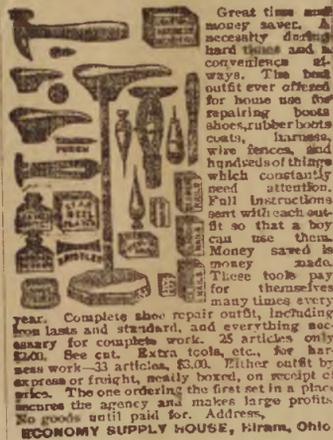 Great time and
money saver. A
necessity during
hard times and a
convenience al-
ways. The best
outfit ever offered
for home use for
repairing boots
shoes, rubber boots
coats, harness,
wire fences, and
hundreds of things
which constantly
need attention.
Full instructions
sent with each out-
fit so that a boy
can use them.
Money saved is
money made.
These tools pay
for themselves
many times every
year. Complete shoe repair outfit, including
iron lasts and standard, and everything nec-
essary for complete work. 25 articles only
$2.00. See cut. Extra tools, etc., for har-
ness work—33 articles, $3.00. Either outfit by
express or freight, neatly boxed, on receipt of
price. The one ordering the first set in a place
secures the agency and makes large profits.
No goods until paid for. Address,
ECONOMY SUPPLY HOUSE, Hiram, Ohio.